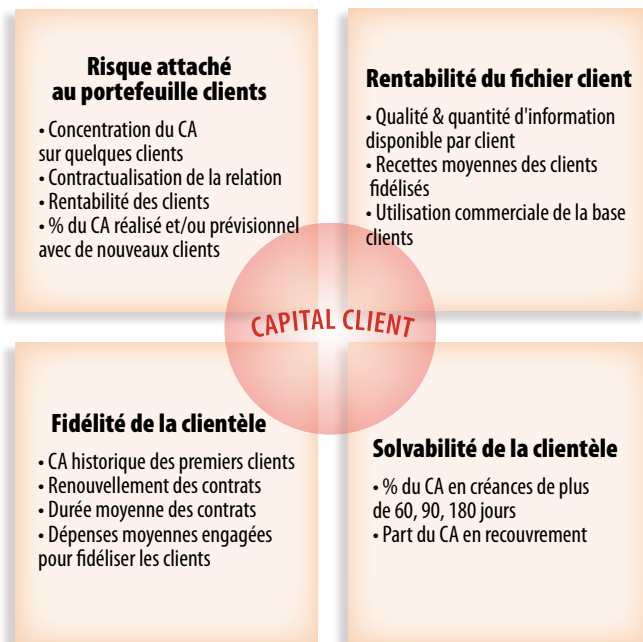 Risque attaché
au portefeuille clients
• Concentration du CA
sur quelques clients
• Contractualisation de la relation
• Rentabilité des clients
• % du CA réalisé et/ou prévisionnel
avec de nouveaux clients
Rentabilité du fichier client
• Qualité & quantité d'information
disponible par client
• Recettes moyennes des clients
fidélisés
• Utilisation commerciale de la base
clients
CAPITAL CLIENT
Fidélité de la clientèle
• CA historique des premiers clients
• Renouvellement des contrats
• Durée moyenne des contrats
• Dépenses moyennes engagées
pour fidéliser les clients
Solvabilité de la clientèle
• % du CA en créances de plus
de 60, 90, 180 jours
• Part du CA en recouvrement